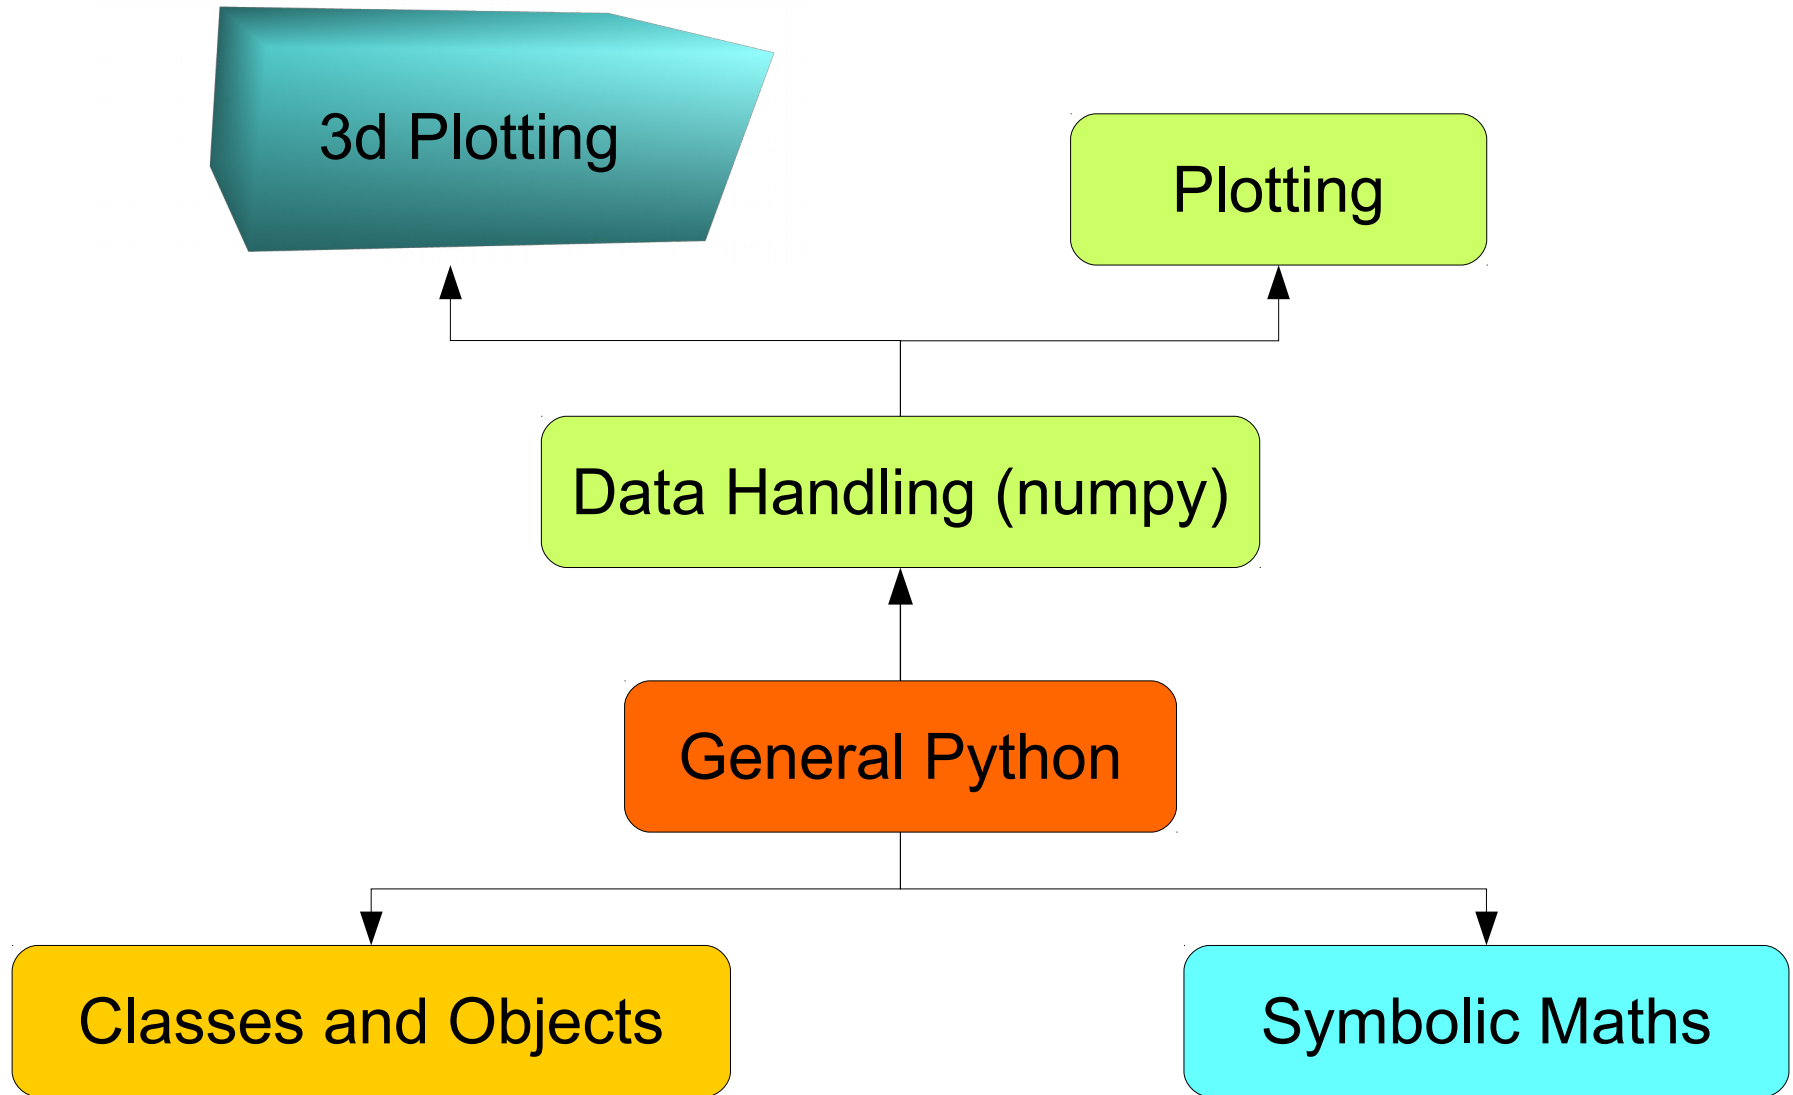 3d Plotting
Plotting
Data Handling (numpy)
General Python
Classes and Objects
Symbolic Maths